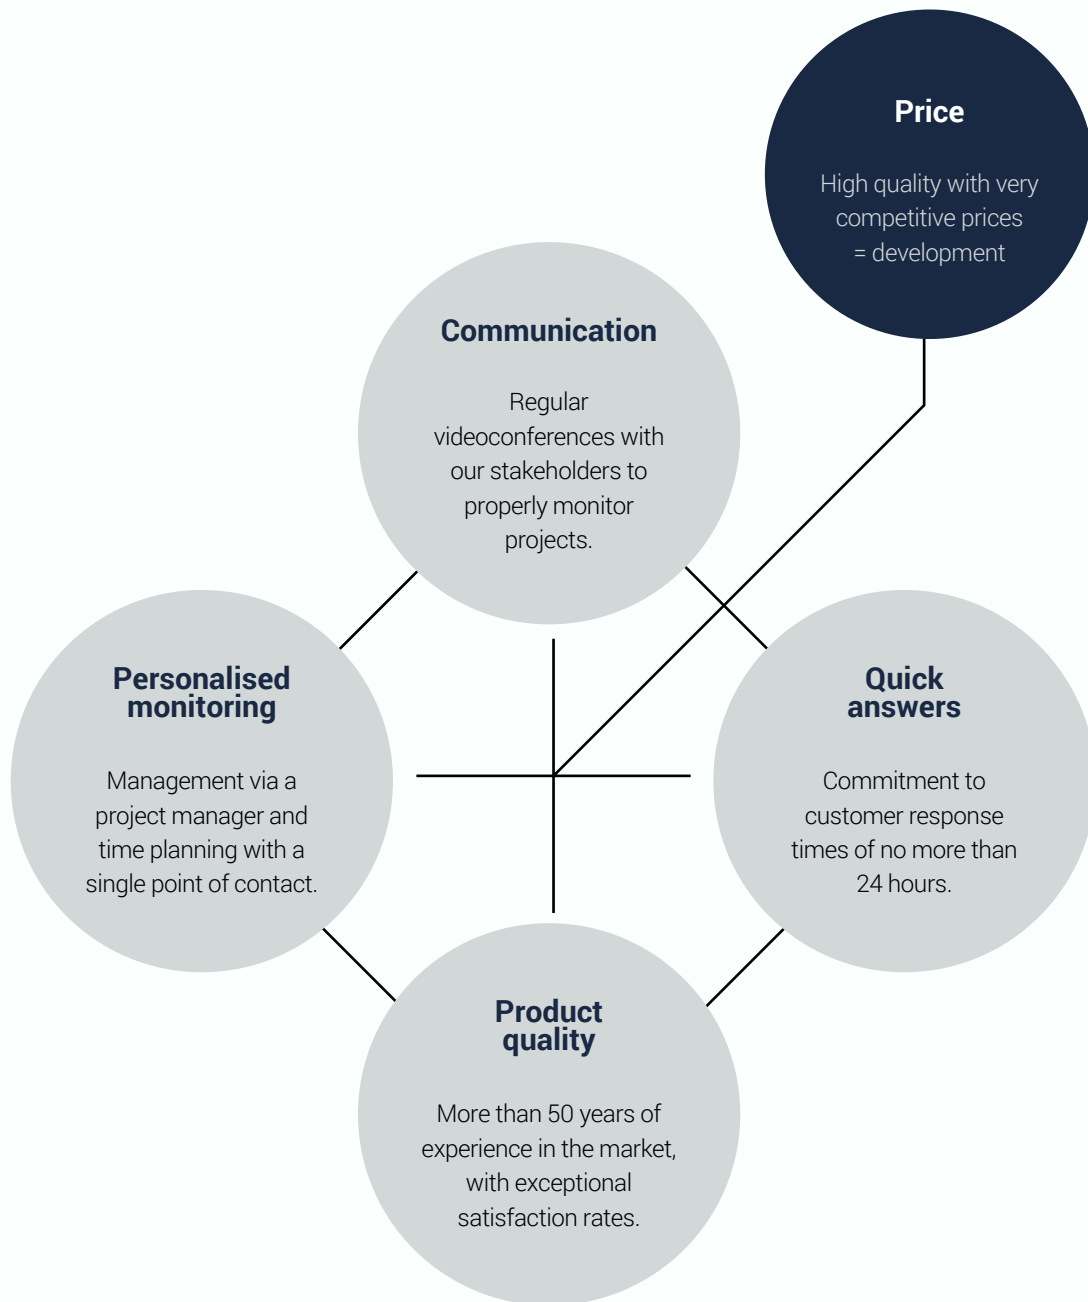 Price
High quality with very
competitive prices
= development
Communication
Regular
videoconferences with
our stakeholders to
properly monitor
projects.
Personalised
monitoring
Management via a
project manager and
time planning with a
single point of contact.
Quick
answers
Commitment to
customer response
times of no more than
24 hours.
Product
quality
More than 50 years of
experience in the market,
with exceptional
satisfaction rates.